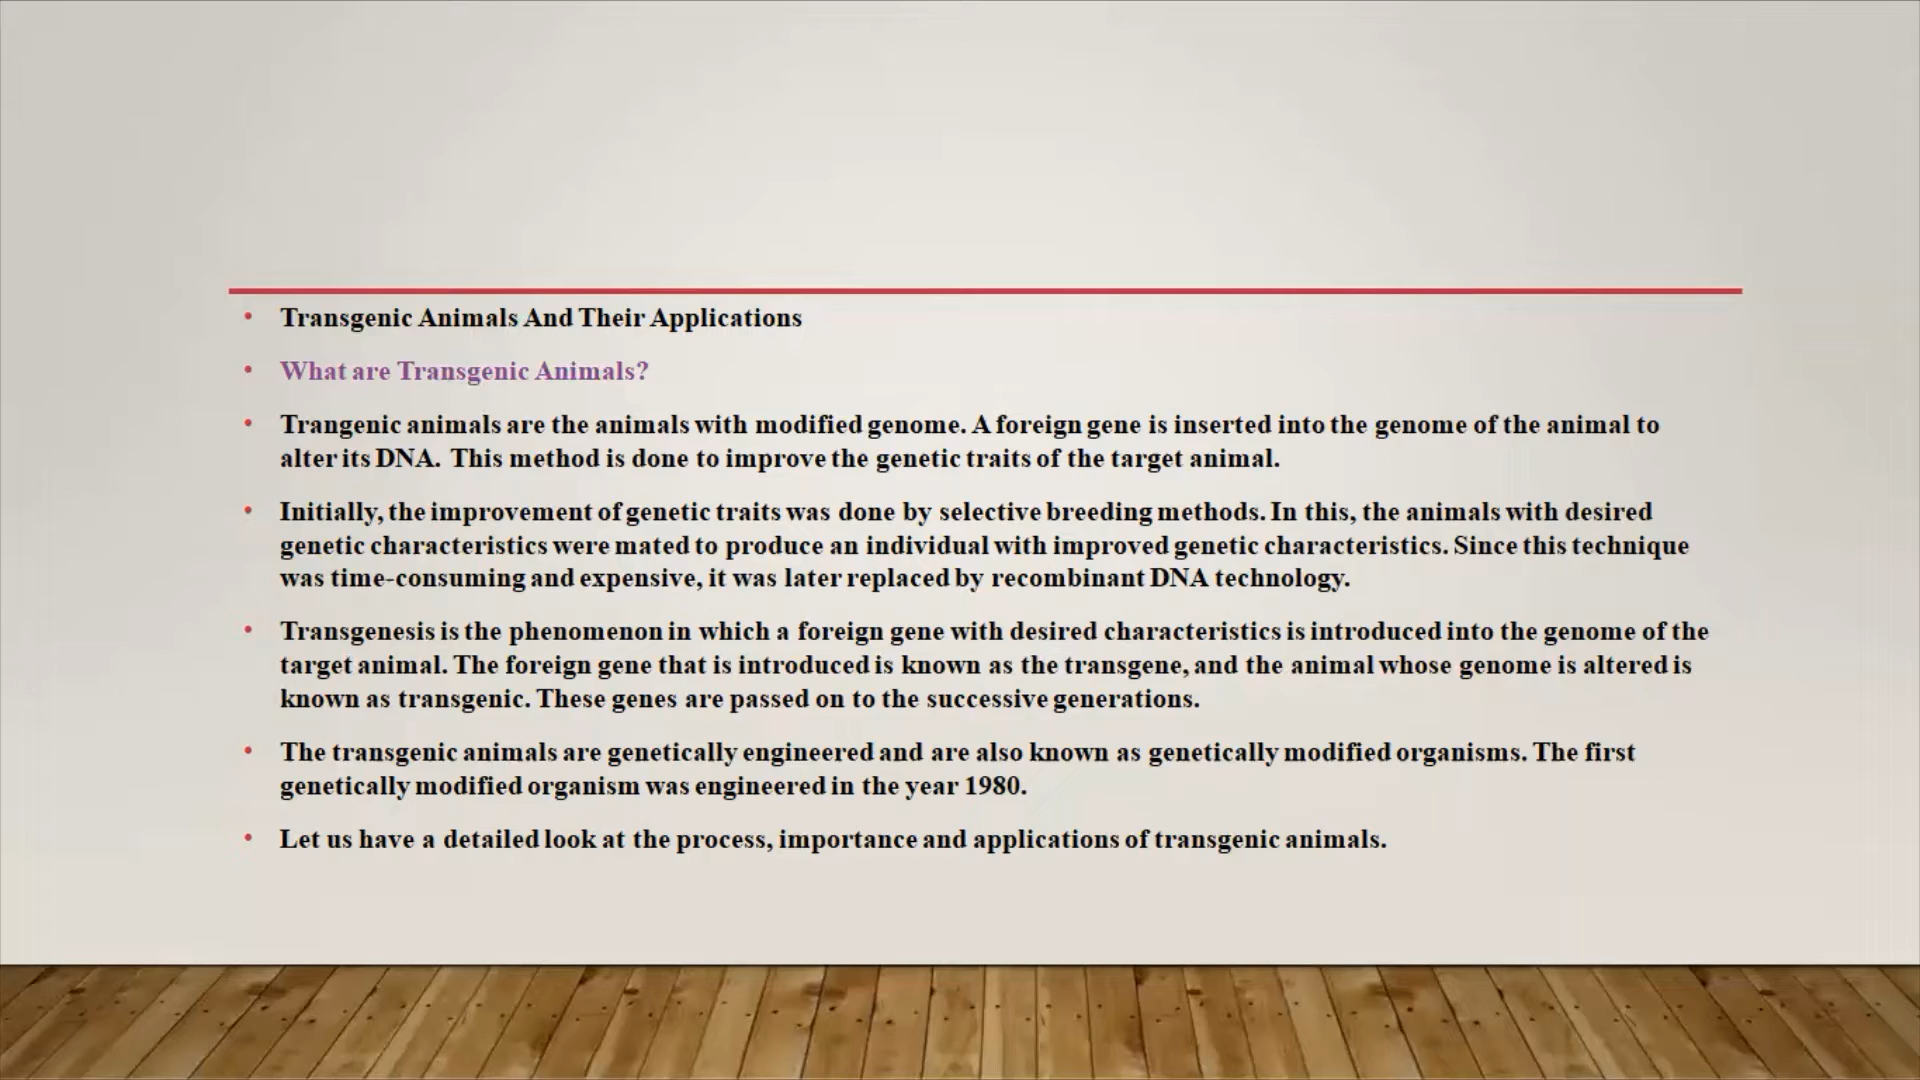 Transgenic Animals And Their Applications
What are Transgenic Animals?
Trangenic animals are the animals with modified genome. A foreign gene is inserted into the genome of the animal to
alter its DNA. This method is done to improve the genetic traits of the target animal.
Initially, the improvement of genetic traits was done by selective breeding methods. In this, the animals with desired
genetic characteristics were mated to produce an individual with improved genetic characteristics. Since this technique
was time-consuming and expensive, it was later replaced by recombinant DNA technology.
Transgenesis is the phenomenon in which a foreign gene with desired characteristics is introduced into the genome of the
target animal. The foreign gene that is introduced is known as the transgene, and the animal whose genome is altered is
known as transgenic. These genes are passed on to the successive generations.
The transgenic animals are genetically engineered and are also known as genetically modified organisms. The first
genetically modified organism was engineered in the year 1980.
Let us have a detailed look at the process, importance and applications of transgenic animals.